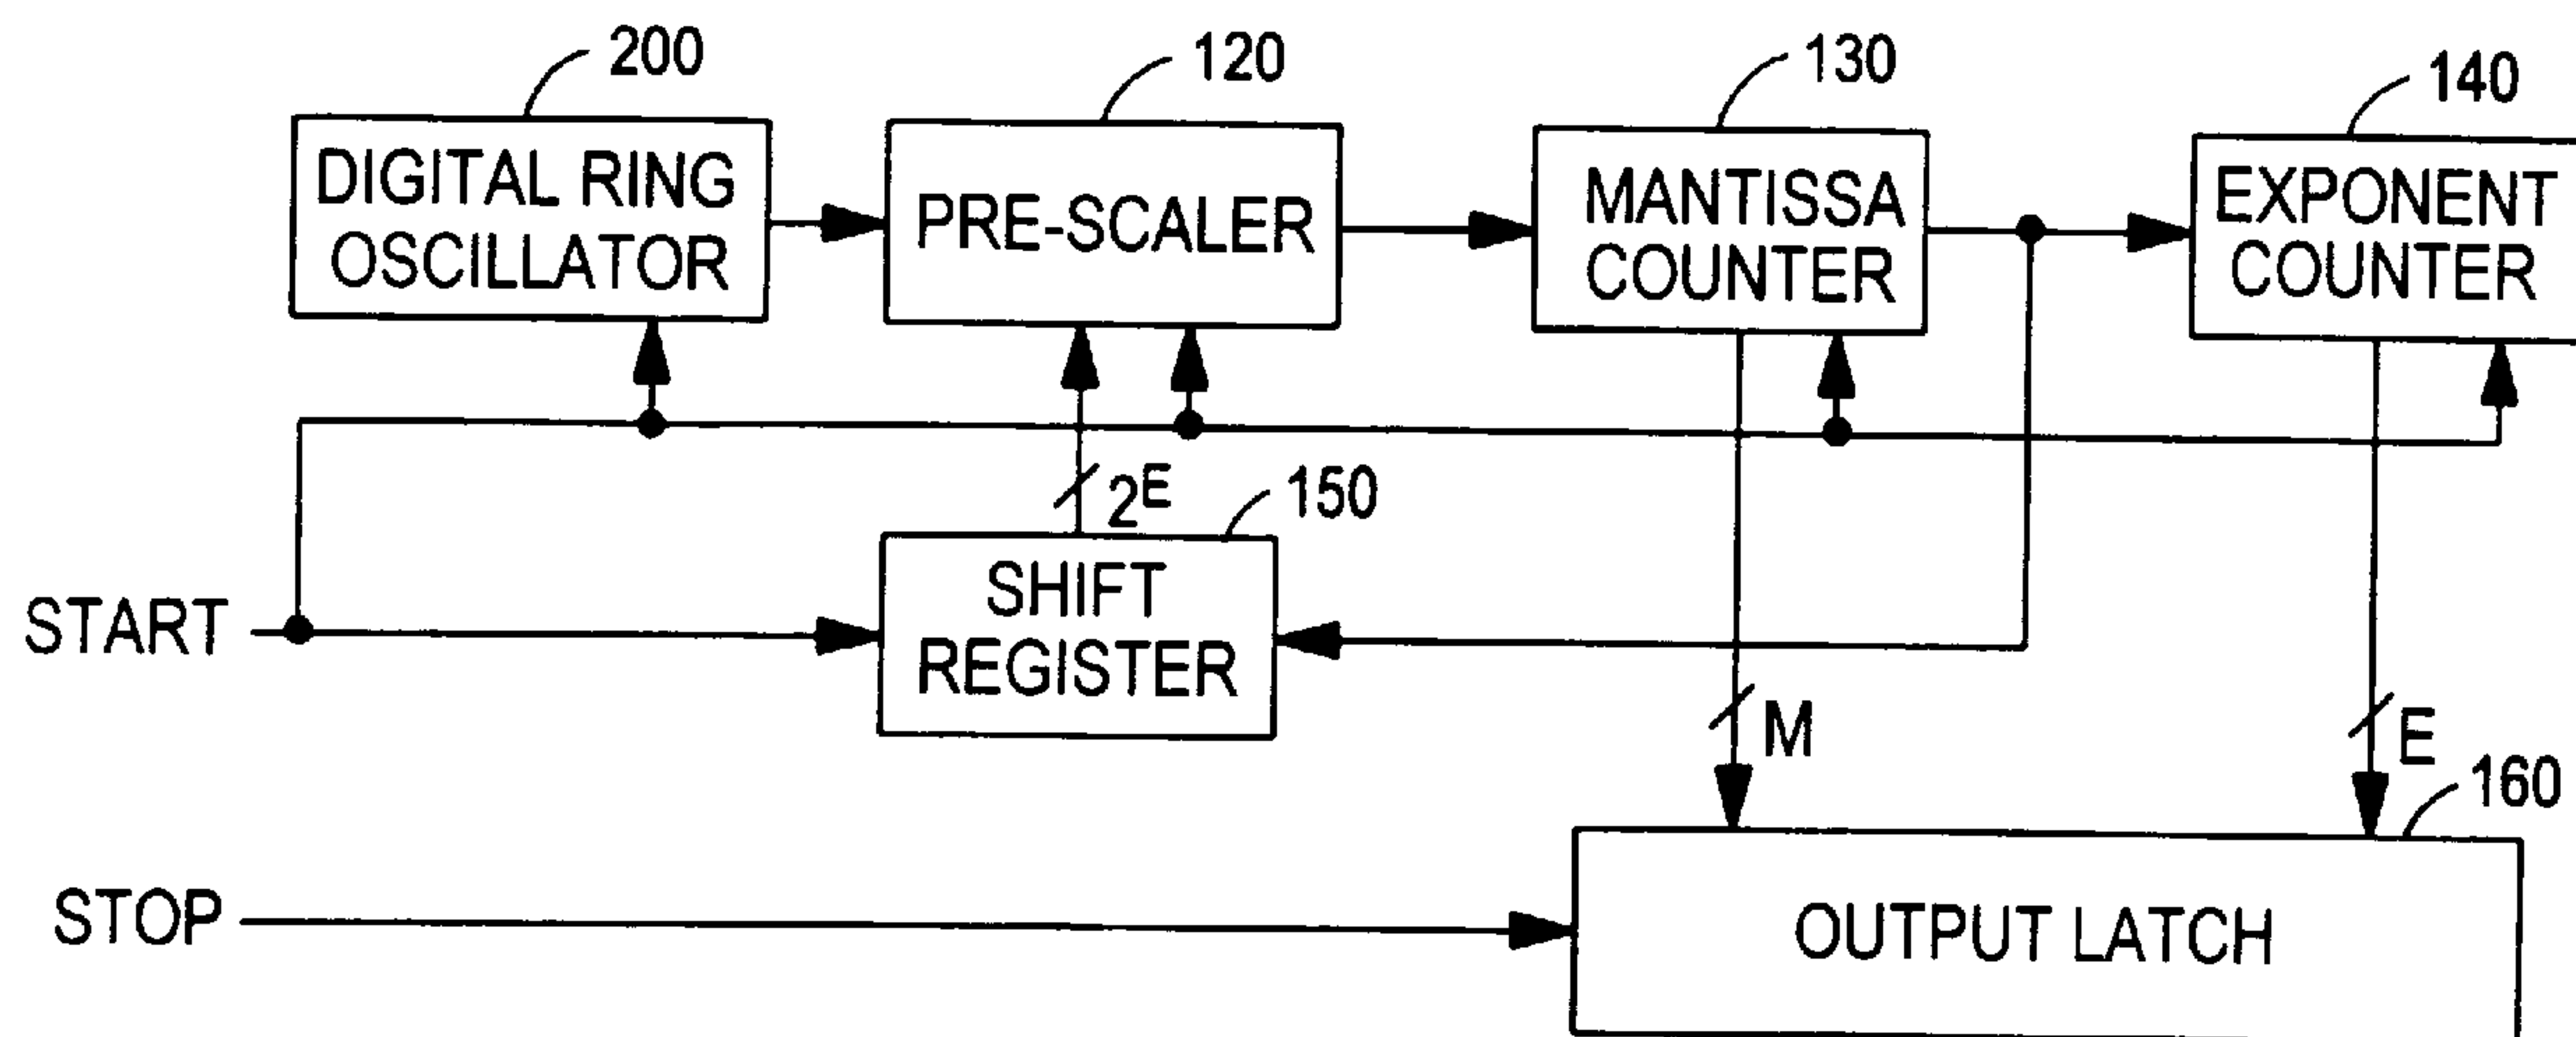 200
120
130
140
DIGITAL RING
OSCILLATOR
PRE-SCALER
MANTISSA
COUNTER
EXPONENT
COUNTER
2E
150
START
SHIFT
REGISTER
M
E
160
STOP
OUTPUT LATCH